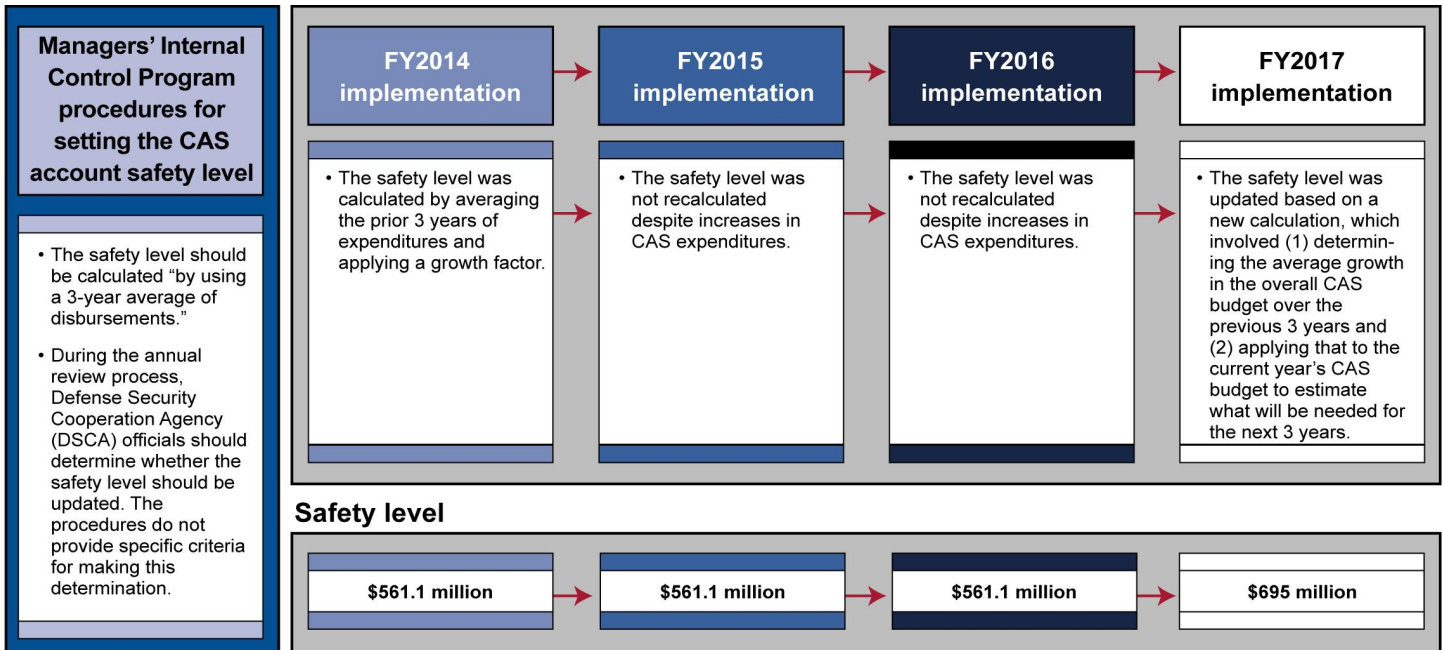 Managers’ Internal
Control Program
procedures for
setting the CAS
account safety level
• The safety level should
be calculated “by using
a 3-year average of
disbursements.”
• During the annual
review process,
Defense Security
Cooperation Agency
(DSCA) officials should
determine whether the
safety level should be
updated. The
procedures do not
provide specific criteria
for making this
determination.
FY2014
implementation
• The safety level was
calculated by averaging
the prior 3 years of
expenditures and
applying a growth factor.
FY2015
implementation
• The safety level was
not recalculated
despite increases in
CAS expenditures.
FY2016
implementation
• The safety level was
not recalculated
despite increases in
CAS expenditures.
FY2017
implementation
• The safety level was
updated based on a
new calculation, which
involved (1) determin-
ing the average growth
in the overall CAS
budget over the
previous 3 years and
(2) applying that to the
current year’s CAS
budget to estimate
what will be needed for
the next 3 years.
Safety level
$561.1 million
$561.1 million
$561.1 million
$695 million